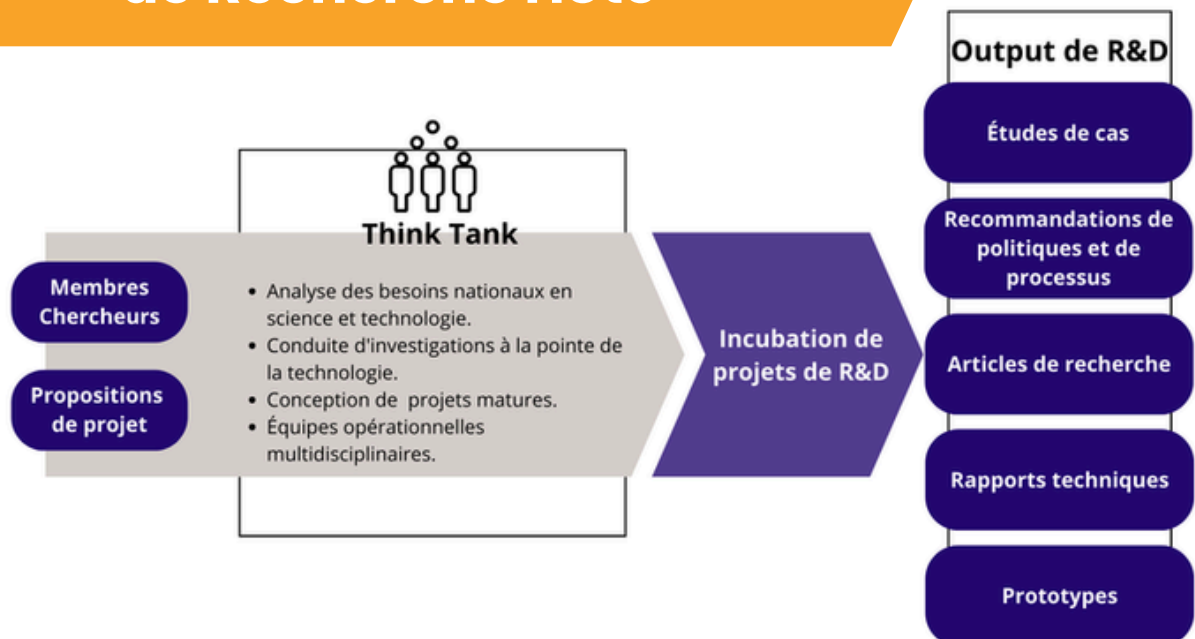 Output de R&D
Études de cas
Recommandations de
politiques et de
processus
Articles de recherche
Rapports techniques
Prototypes
Think Tank
Membres
Chercheurs
Propositions
de projet
• Analyse des besoins nationaux en
science et technologie.
• Conduite d'investigations à la pointe de
la technologie.
• Conception de projets matures.
• Équipes opérationnelles
multidisciplinaires.
Incubation de
projets de R&D